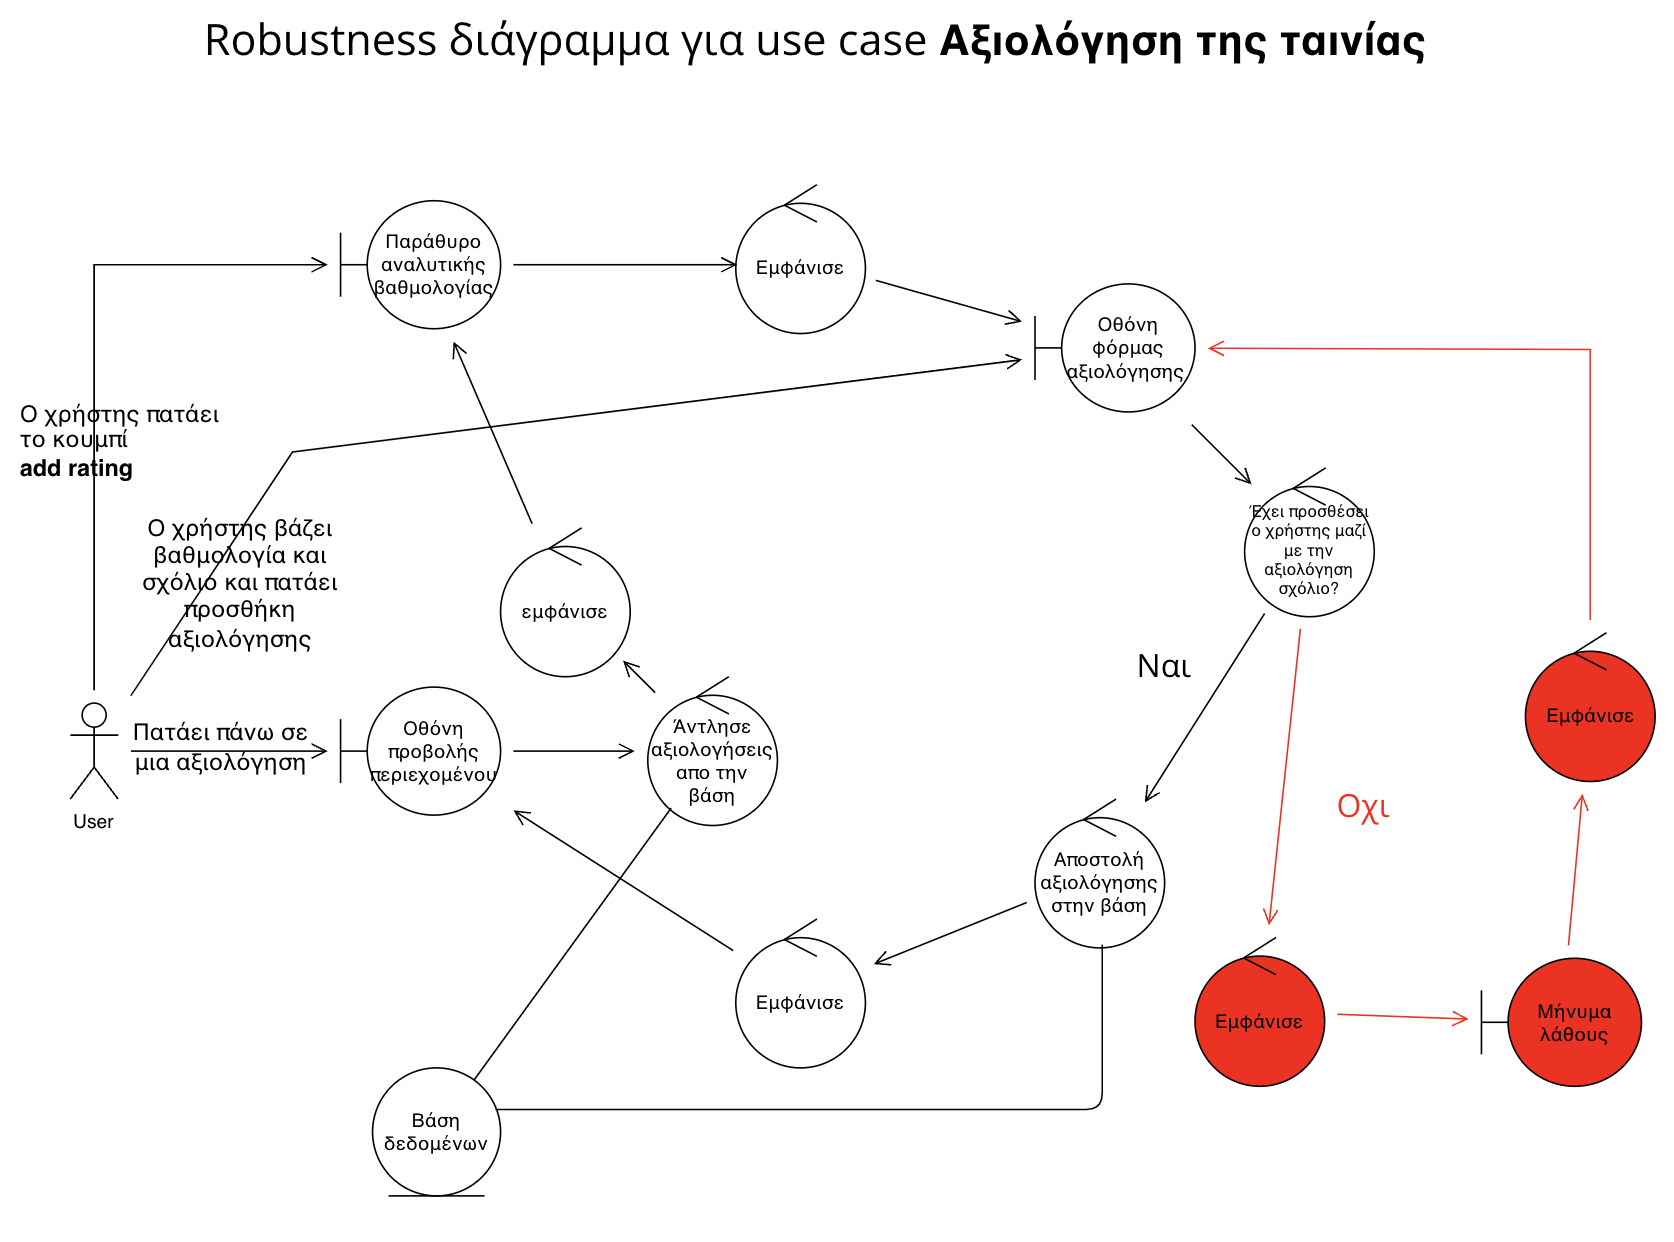 Robustness διάγραμμα για use case Αξιολόγηση της ταινίας
Παράθυρο
αναλυτικής
βαθμολογίας
Εμφάνισε
Οθόνη
φόρμας
αξιολόγησης
Ο χρήστης πατάει
το κουμπί
add rating
Ο χρήστης βάζει
βαθμολογία και
σχόλιο και πατάει
προσθήκη
αξιολόγησης
εμφάνισε
Έχει προσθέσει
ο χρήστης μαζί
με την
αξιολόγηση
σχόλιο?
Ναι
Οχι
Εμφάνισε
Πατάει πάνω σε
μια αξιολόγηση
User
Οθόνη
προβολής
περιεχομένου
Άντλησε
αξιολογήσεις
απο την
βάση
Αποστολή
αξιολόγησης
στην βάση
Εμφάνισε
Εμφάνισε
Μήνυμα
λάθους
Βάση
δεδομένων